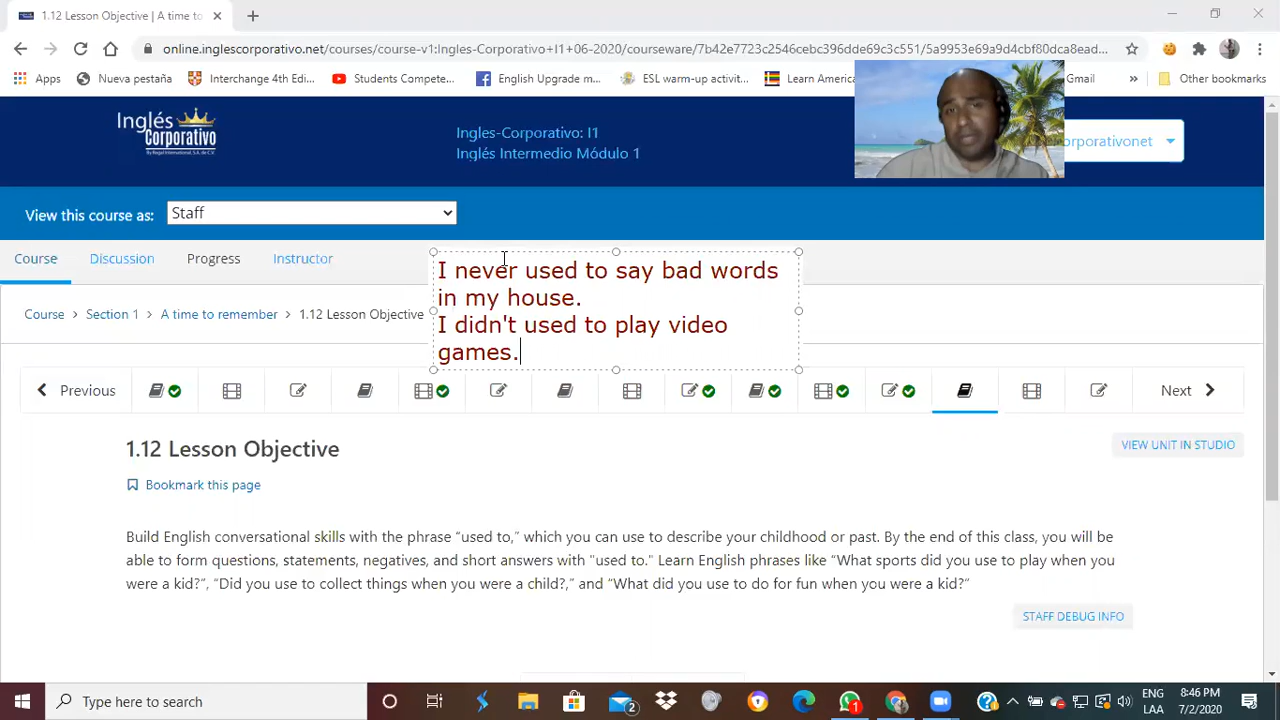 1.12 Lesson Objective | A time to
online.inglescorporativo.net/courses/course-v1:Ingles-Corporativo+I1+06-2020/courseware/7b42e7723c2546cebc396dde69c3c551/5a9953e69a9d4cbf80dca8ead...
Apps Nueva pestaña Interchange 4th Edi... Students Compete... English Upgrade m... ESL warm-up activit... Learn America Gmail » Other bookmarks
Inglés
Corporativo
Ingles-Corporativo: I1
Inglés Intermedio Módulo 1
corporativonet
View this course as: Staff
Course Discussion Progress Instructor
I never used to say bad words
in my house.
I didn't used to play video
games.
Course > Section 1 > A time to remember > 1.12 Lesson Objective
Previous Next
1.12 Lesson Objective
VIEW UNIT IN STUDIO
Bookmark this page
Build English conversational skills with the phrase “used to,” which you can use to describe your childhood or past. By the end of this class, you will be
able to form questions, statements, negatives, and short answers with "used to." Learn English phrases like “What sports did you use to play when you
were a kid?”, “Did you use to collect things when you were a child?,” and “What did you use to do for fun when you were a kid?”
STAFF DEBUG INFO
Type here to search
2
1
ENG
LAA
8:46 PM
7/2/2020